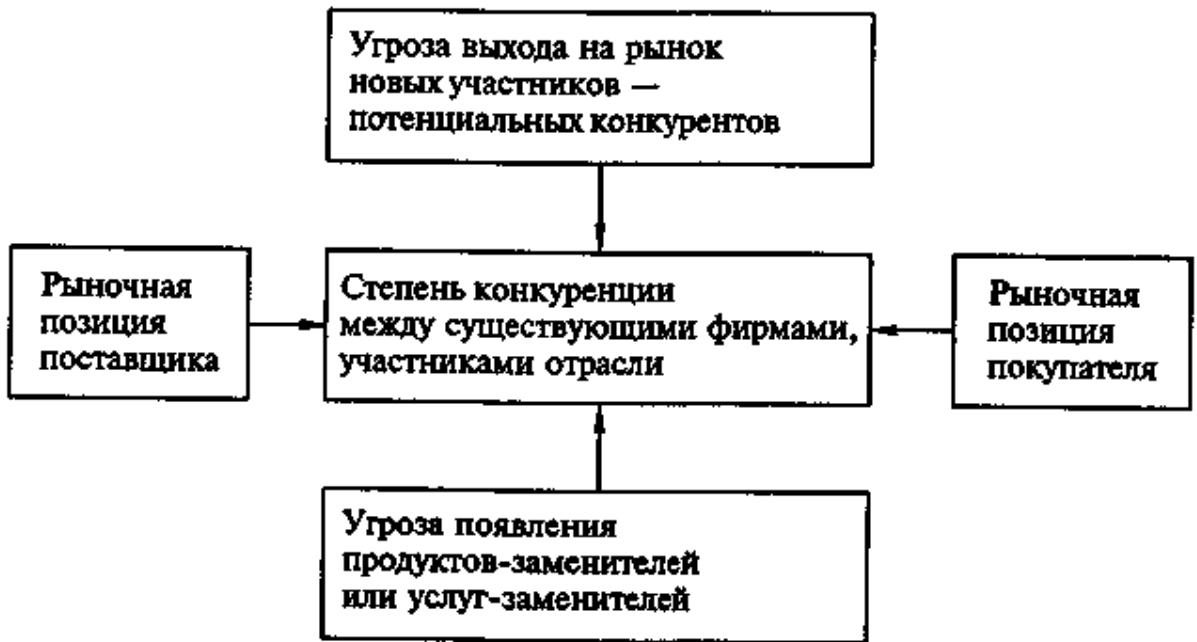 Угроза выхода на рынок
новых участников —
потенциальных конкурентов
Рыночная
позиция
поставщика
Степень конкуренции
между существующими фирмами,
участниками отрасли
Рыночная
позиция
покупателя
Угроза появления
продуктов-заменителей
или услуг-заменителей